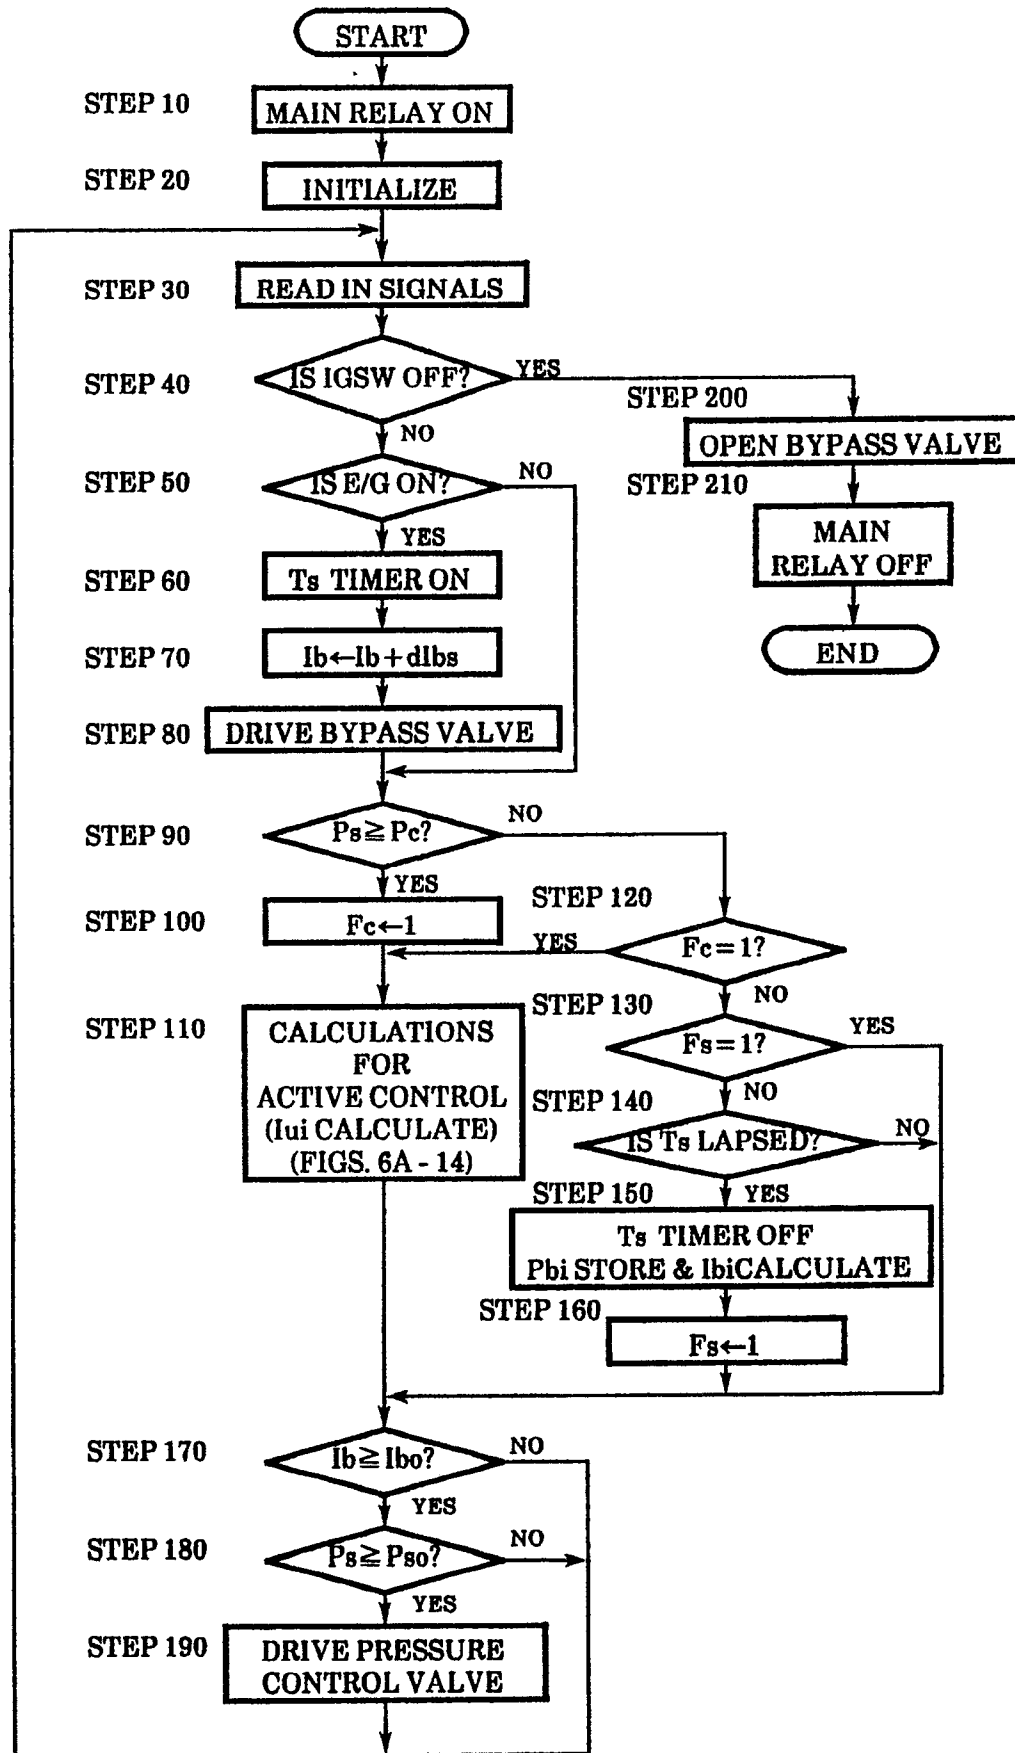 START
STEP 10
MAIN RELAY ON
STEP 20
INITIALIZE
STEP 30
READ IN SIGNALS
STEP 40
IS IGSW OFF?
YES
NO
STEP 200
OPEN BYPASS VALVE
STEP 210
MAIN
RELAY OFF
END
STEP 50
IS E/G ON?
NO
YES
STEP 60
Ts TIMER ON
STEP 70
Ib←Ib+dIbs
STEP 80
DRIVE BYPASS VALVE
STEP 90
Ps≧Pc?
NO
YES
STEP 100
Fc←1
STEP 120
YES
Fc=1?
NO
STEP 110
CALCULATIONS
FOR
ACTIVE CONTROL
(Iui CALCULATE)
(FIGS. 6A - 14)
STEP 130
Fs=1?
YES
NO
STEP 140
IS Ts LAPSED?
NO
YES
STEP 150
Ts TIMER OFF
Pbi STORE & IbiCALCULATE
STEP 160
Fs←1
STEP 170
Ib≧Ibo?
NO
YES
STEP 180
Ps≧Pso?
NO
YES
STEP 190
DRIVE PRESSURE
CONTROL VALVE